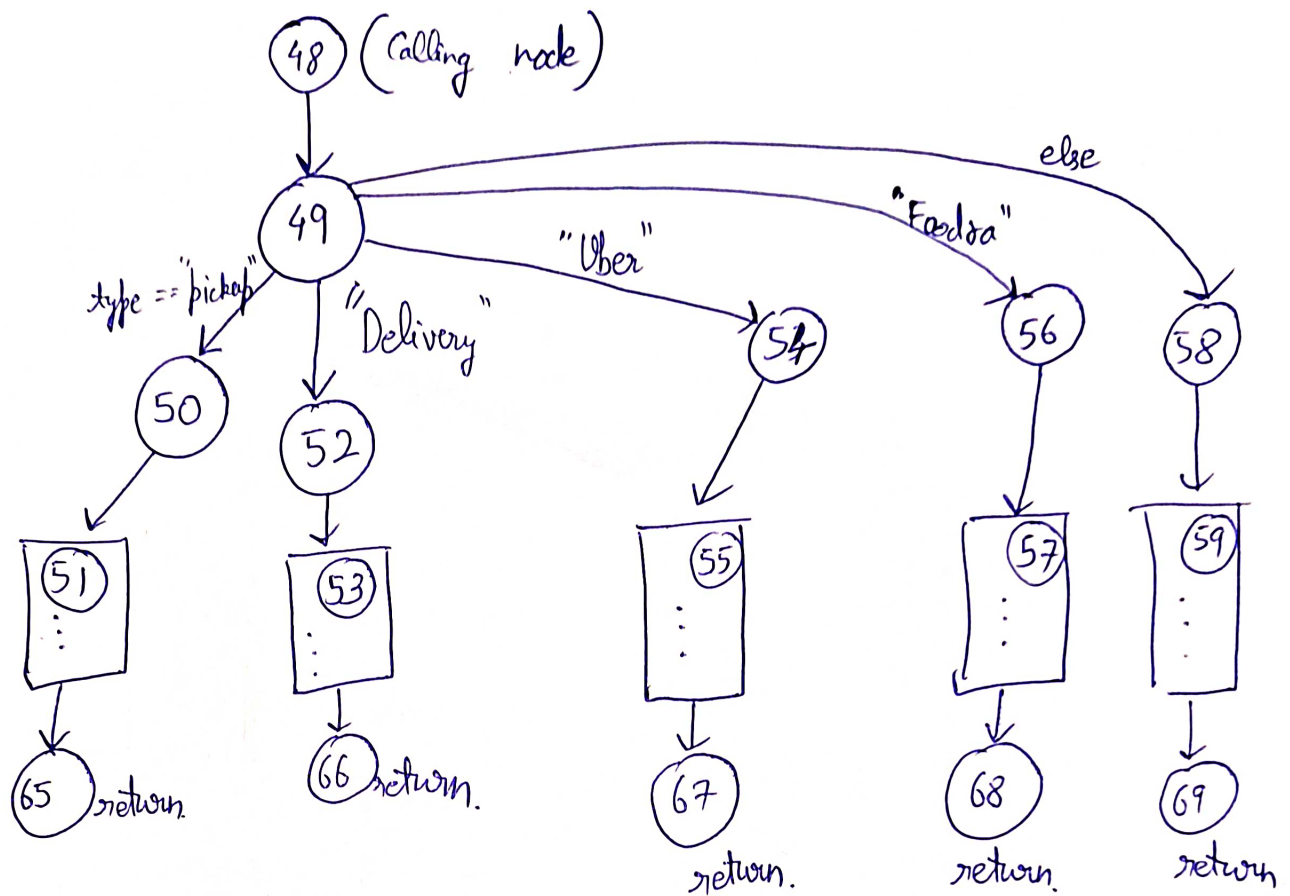 48 (Calling node)
else
49
"Foodra"
"Uber"
type == "pickup"
"Delivery"
54
56
58
50
52
51
53
55
57
59
65 return.
66 return.
67
return.
68
return.
69
return